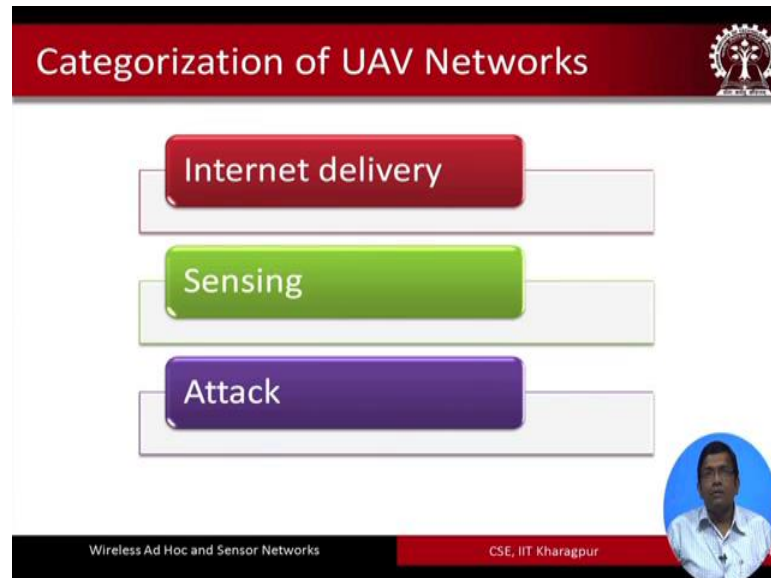 Categorization of UAV Networks
Internet delivery
Sensing
Attack
Wireless Ad Hoc and Sensor Networks
CSE, IIT Kharagpur